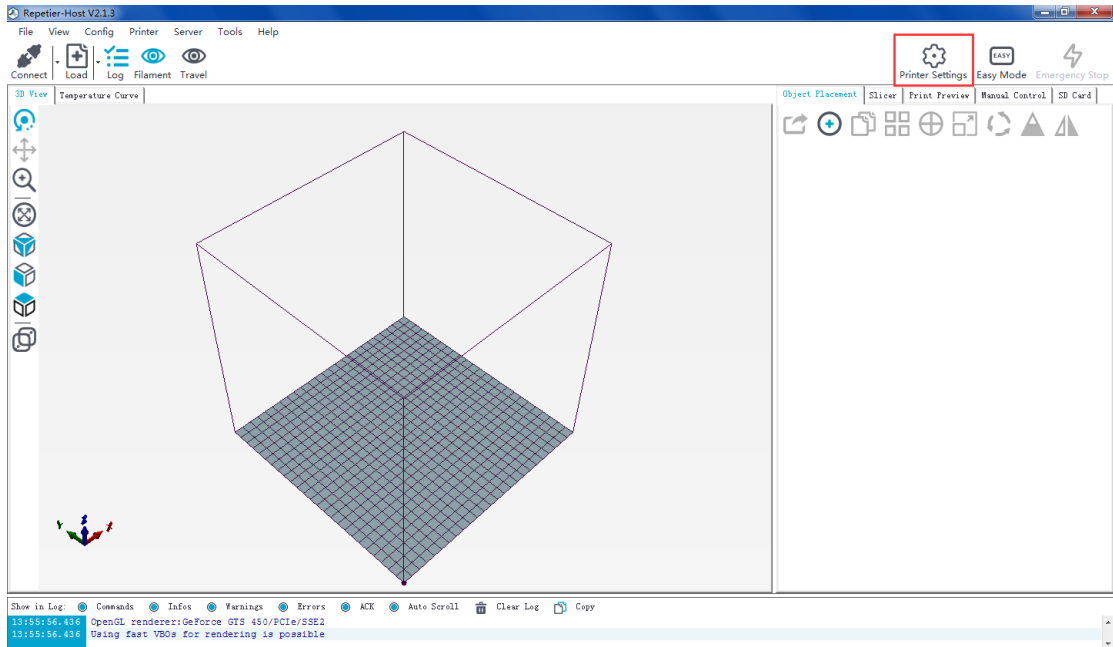 Repetier-Host V2.1.3
File View Config Printer Server Tools Help
Connect Load Log Filament Travel Printer Settings EASY Easy Mode Emergency Stop
3D View Temperature Curve Object Placement Slicer Print Preview Manual Control SD Card
Y Z X
Show in Log: Commands Infos Warnings Errors ACK Auto Scroll Clear Log Copy
13:55:56.436 OpenGL renderer:GeForce GTS 450/PCIe/SSE2
13:55:56.436 Using fast VBOs for rendering is possible